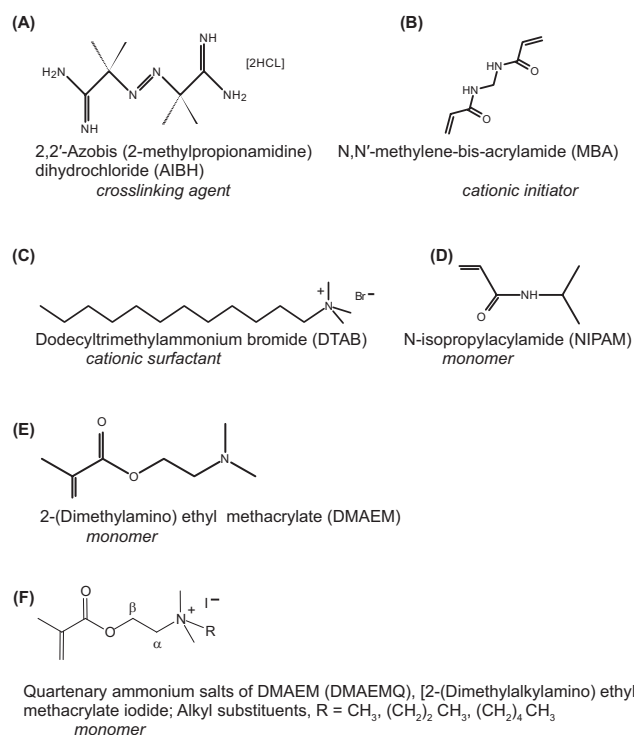 (A)
NH
H₂N
N
N
NH₂
NH
[2HCL]
2,2′-Azobis (2-methylpropionamidine)
dihydrochloride (AIBH)
crosslinking agent
(B)
NH
O
HN
O
N,N′-methylene-bis-acrylamide (MBA)
cationic initiator
(C)
+
N
Br−
Dodecyltrimethylammonium bromide (DTAB)
cationic surfactant
(D)
NH
O
N-isopropylacylamide (NIPAM)
monomer
(E)
O
N
O
2-(Dimethylamino) ethyl methacrylate (DMAEM)
monomer
(F)
O
β
I−
N+
O
R
α
Quartenary ammonium salts of DMAEM (DMAEMQ), [2-(Dimethylalkylamino) ethyl
methacrylate iodide; Alkyl substituents, R = CH₃, (CH₂)₂ CH₃, (CH₂)₄ CH₃
monomer